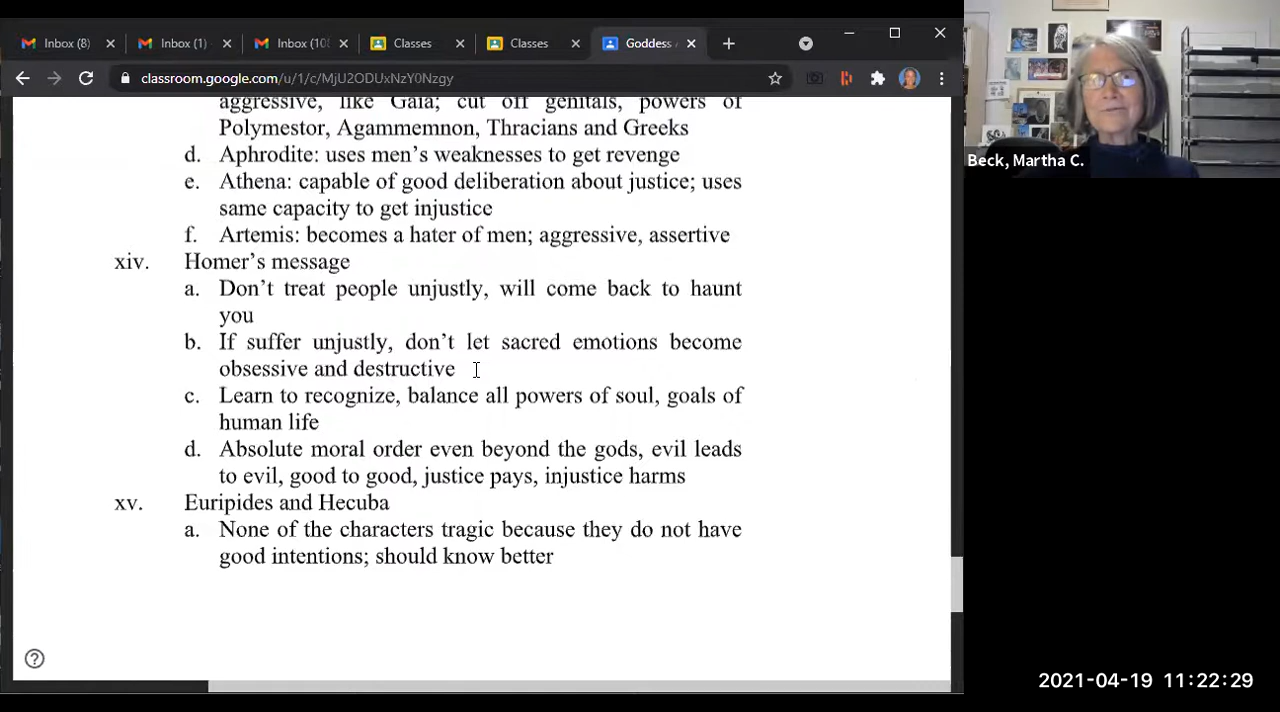 Inbox (8)
Inbox (1)
Inbox (10
Classes
Classes
Goddess
classroom.google.com/u/1/c/MjU2ODUxNzY0Nzgy
Beck, Martha C.
aggressive, like Gaia; cut off genitals, powers of
Polymestor, Agammemnon, Thracians and Greeks
d. Aphrodite: uses men's weaknesses to get revenge
e. Athena: capable of good deliberation about justice; uses
same capacity to get injustice
f. Artemis: becomes a hater of men; aggressive, assertive
xiv. Homer's message
a. Don't treat people unjustly, will come back to haunt
you
b. If suffer unjustly, don't let sacred emotions become
obsessive and destructive
c. Learn to recognize, balance all powers of soul, goals of
human life
d. Absolute moral order even beyond the gods, evil leads
to evil, good to good, justice pays, injustice harms
xv. Euripides and Hecuba
a. None of the characters tragic because they do not have
good intentions; should know better
2021-04-19 11:22:29